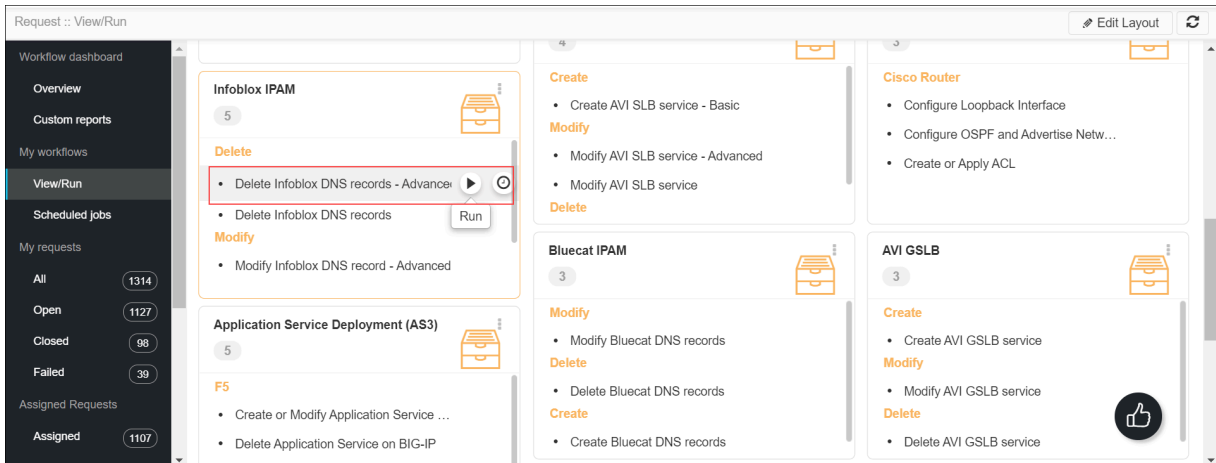 Request :: View/Run
Edit Layout
Workflow dashboard
Overview
Custom reports
My workflows
View/Run
Scheduled jobs
My requests
All 1314
Open 1127
Closed 98
Failed 39
Assigned Requests
Assigned 1107
Infoblox IPAM
5
Delete
• Delete Infoblox DNS records - Advance
Run
• Delete Infoblox DNS records
Modify
• Modify Infoblox DNS record - Advanced
Application Service Deployment (AS3)
5
F5
• Create or Modify Application Service ...
• Delete Application Service on BIG-IP
4
Create
• Create AVI SLB service - Basic
Modify
• Modify AVI SLB service - Advanced
• Modify AVI SLB service
Delete
Bluecat IPAM
3
Modify
• Modify Bluecat DNS records
Delete
• Delete Bluecat DNS records
Create
• Create Bluecat DNS records
3
Cisco Router
• Configure Loopback Interface
• Configure OSPF and Advertise Netw...
• Create or Apply ACL
AVI GSLB
3
Create
• Create AVI GSLB service
Modify
• Modify AVI GSLB service
Delete
• Delete AVI GSLB service